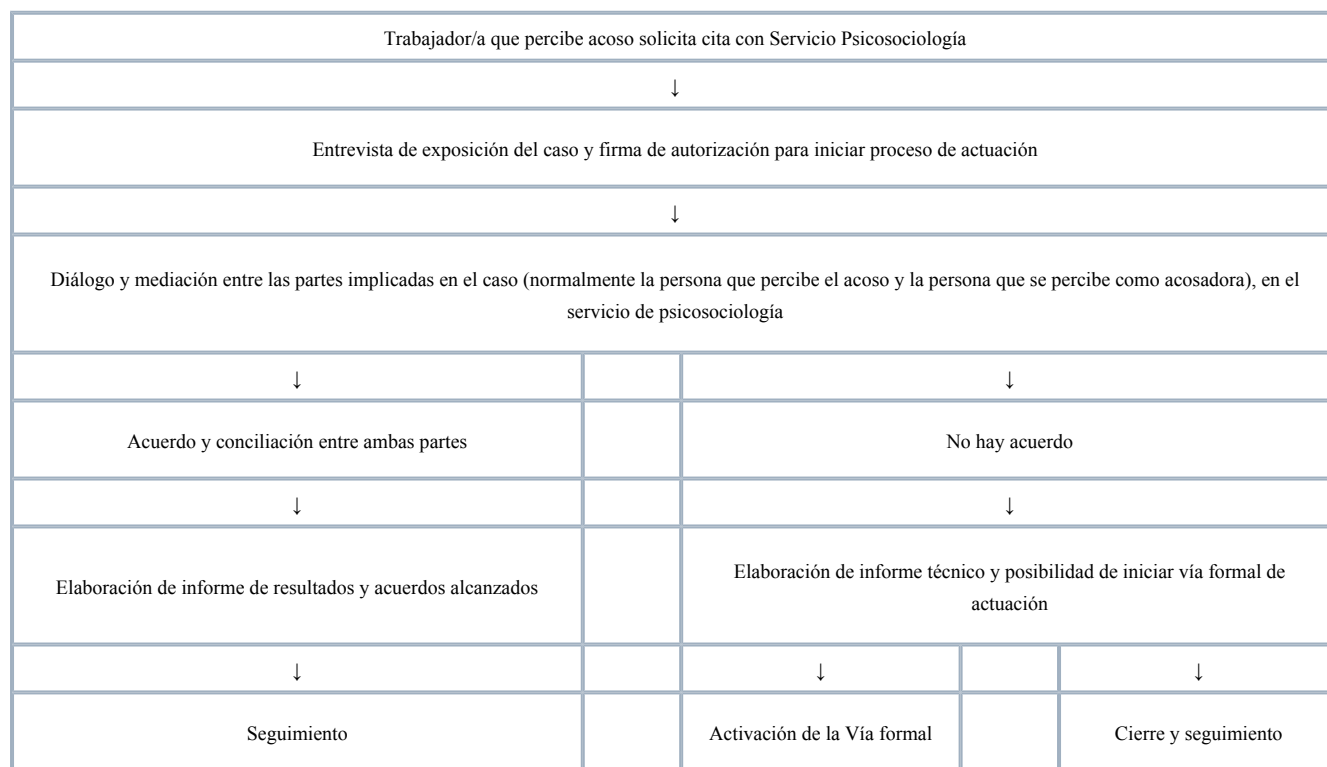 Trabajador/a que percibe acoso solicita cita con Servicio Psicosociología
↓
Entrevista de exposición del caso y firma de autorización para iniciar proceso de actuación
↓
Diálogo y mediación entre las partes implicadas en el caso (normalmente la persona que percibe el acoso y la persona que se percibe como acosadora), en el
servicio de psicosociología
↓ ↓
Acuerdo y conciliación entre ambas partes No hay acuerdo
↓ ↓
Elaboración de informe de resultados y acuerdos alcanzados
Elaboración de informe técnico y posibilidad de iniciar vía formal de
actuación
↓ ↓ ↓
Seguimiento Activación de la Vía formal Cierre y seguimiento